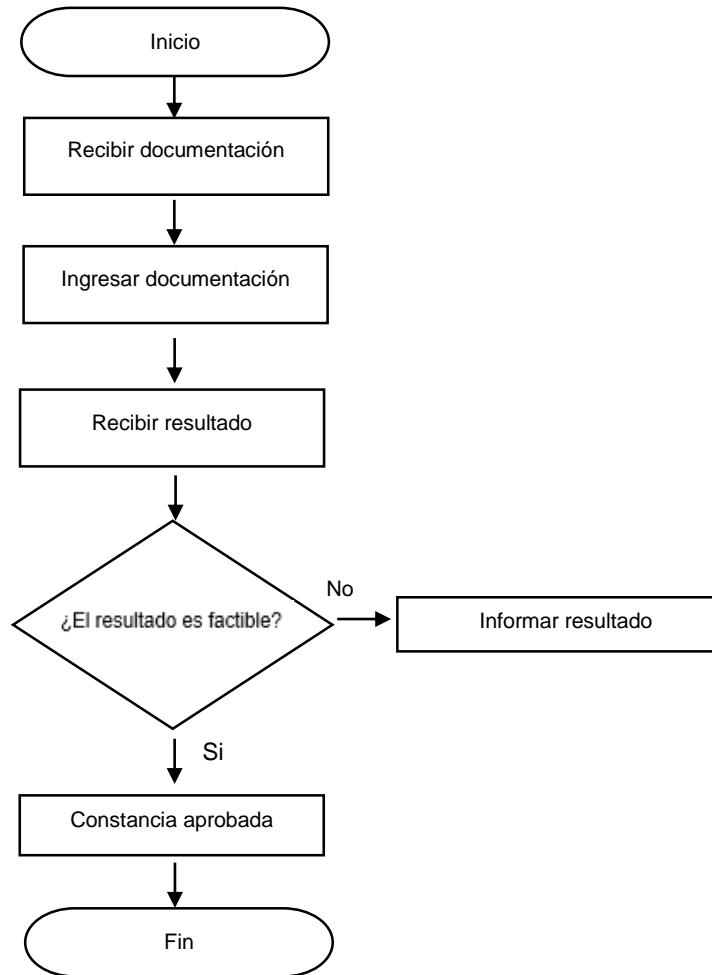 Inicio
Recibir documentación
Ingresar documentación
Recibir resultado
¿El resultado es factible?
No
Informar resultado
Si
Constancia aprobada
Fin